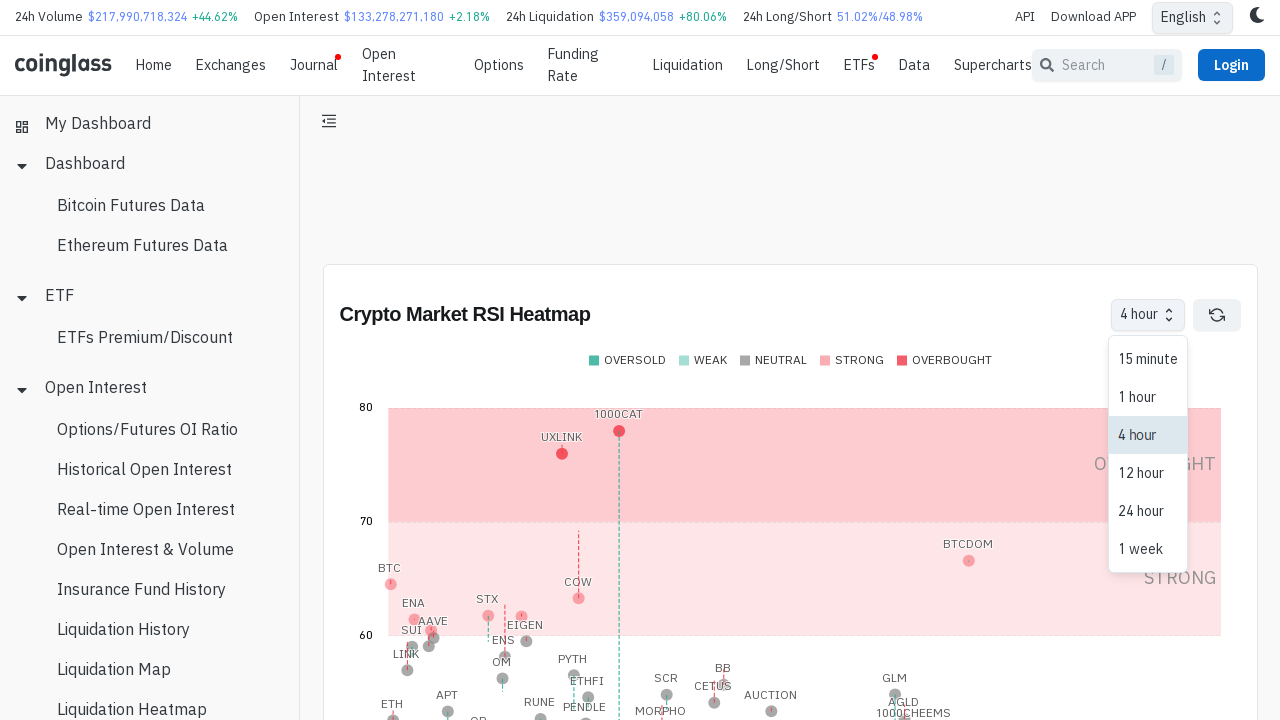 24h Volume $217,990,718,324 +44.62% Open Interest $133,278,271,180 +2.18% 24h Liquidation $359,094,058 +80.06% 24h Long/Short 51.02%/48.98% API Download APP English
coinglass Home Exchanges Journal Open Interest Options Funding Rate Liquidation Long/Short ETFs Data Supercharts Search / Login
My Dashboard
Dashboard
Bitcoin Futures Data
Ethereum Futures Data
ETF
ETFs Premium/Discount
Open Interest
Options/Futures OI Ratio
Historical Open Interest
Real-time Open Interest
Open Interest & Volume
Insurance Fund History
Liquidation History
Liquidation Map
Liquidation Heatmap
Crypto Market RSI Heatmap
4 hour
15 minute
1 hour
4 hour
12 hour
24 hour
1 week
OVERSOLD WEAK NEUTRAL STRONG OVERBOUGHT
80
1000CAT
UXLINK
70
BTCDOM
STRONG
BTC
COW
ENA
STX
AAVE
SUI
EIGEN
60
ENS
LINK
OM
PYTH
BB
ETHFI
SCR
CETUS
GLM
ETH
APT
RUNE
PENDLE
MORPHO
AUCTION
AGLD
1000CHEEMS